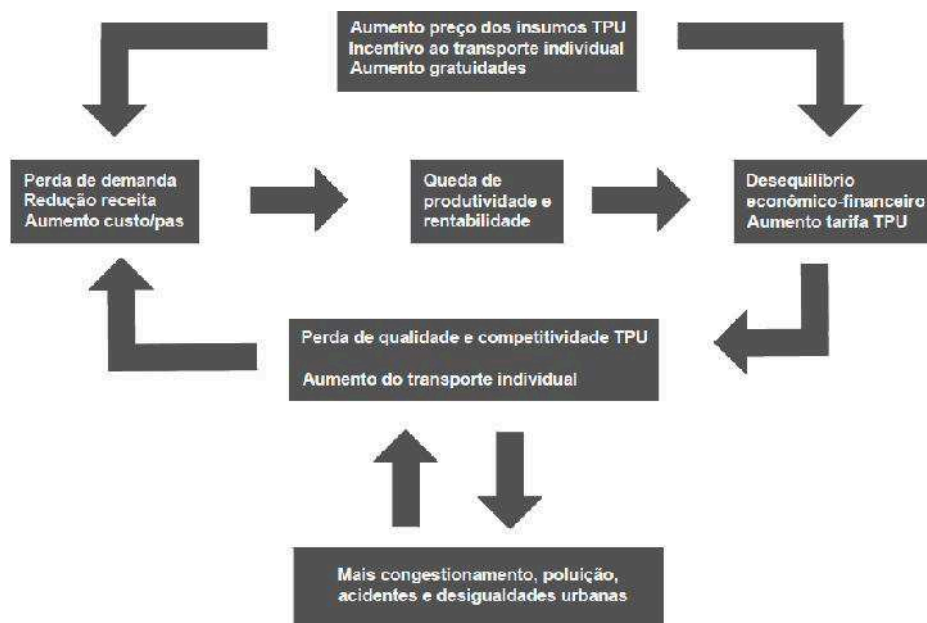 Aumento preço dos insumos TPU
Incentivo ao transporte individual
Aumento gratuidades
Perda de demanda
Redução receita
Aumento custo/pas
Queda de
produtividade e
rentabilidade
Desequilíbrio
econômico-financeiro
Aumento tarifa TPU
Perda de qualidade e competitividade TPU
Aumento do transporte individual
Mais congestionamento, poluição,
acidentes e desigualdades urbanas